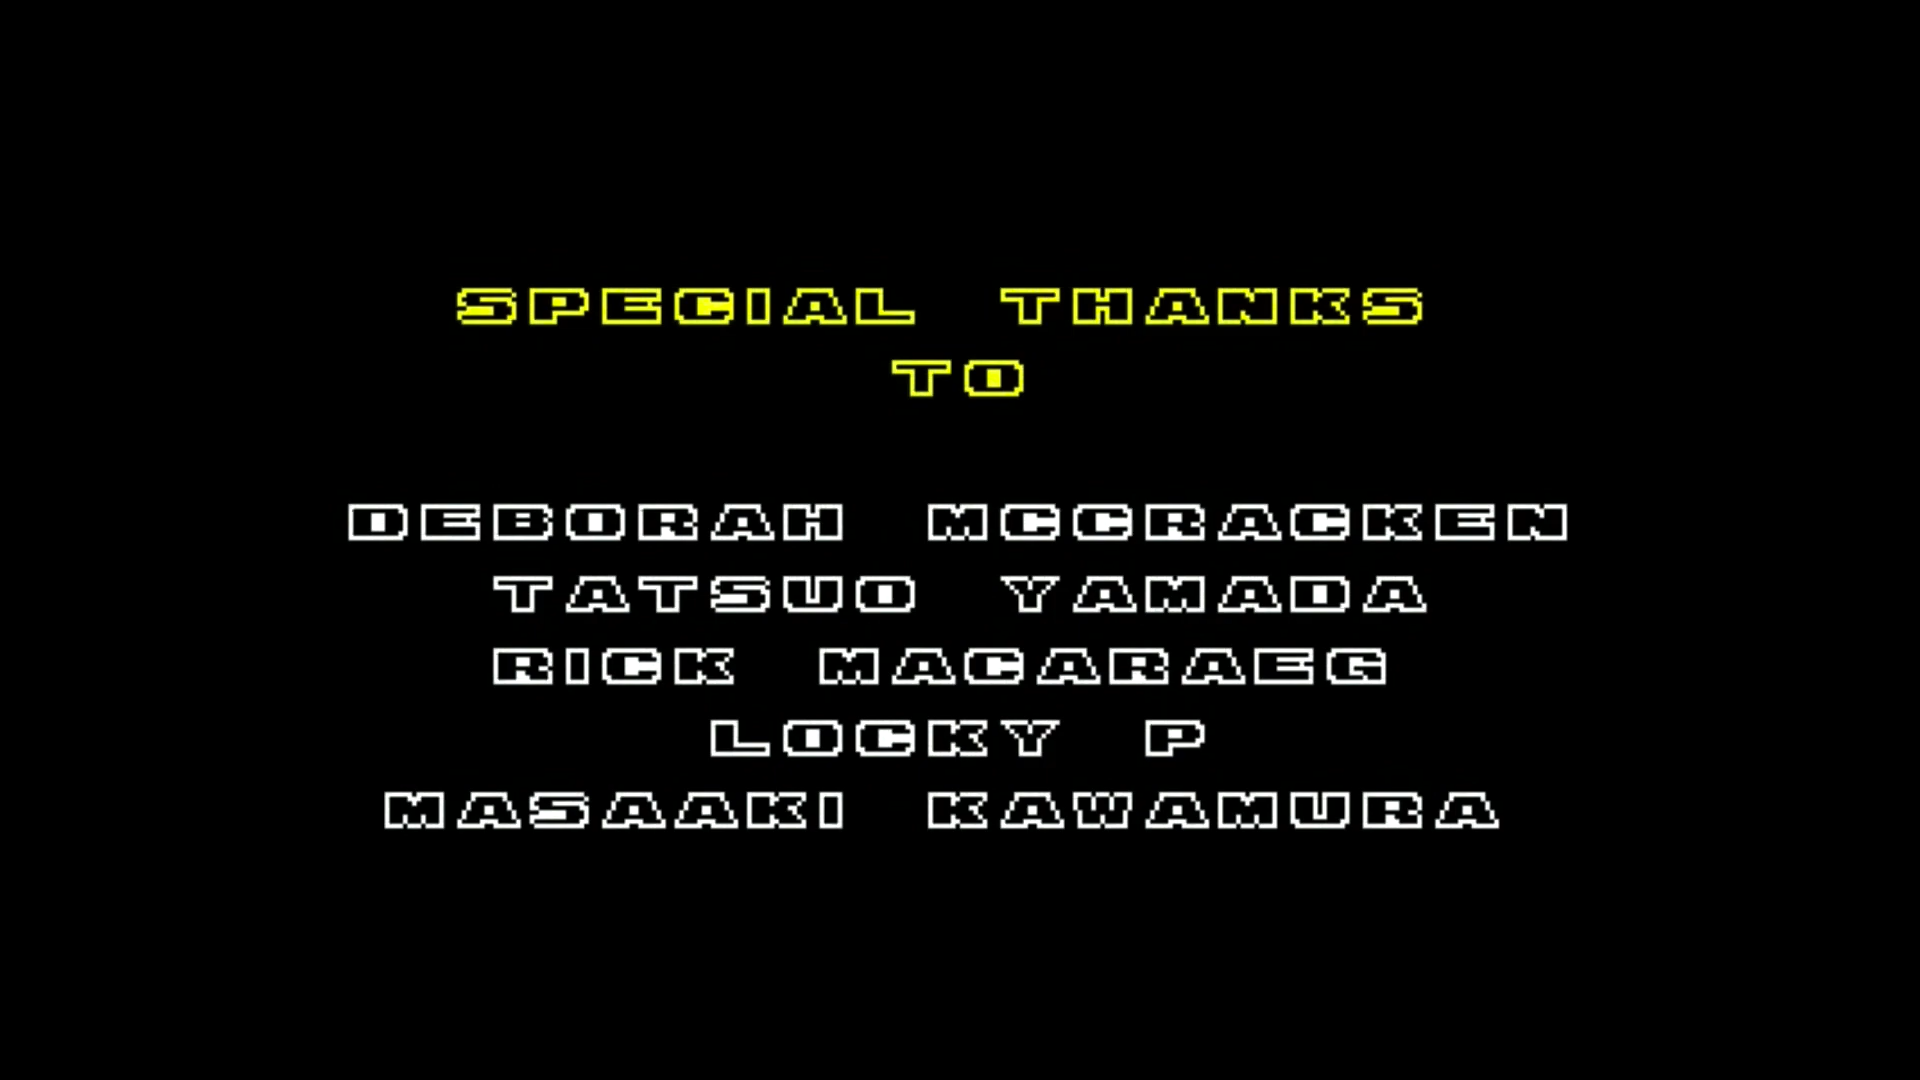 SPECIAL THANKS
TO
DEBORAH MCCRACKEN
TATSUO YAMADA
RICK MACARAEG
LOCKY P
MASAAKI KAWAMURA